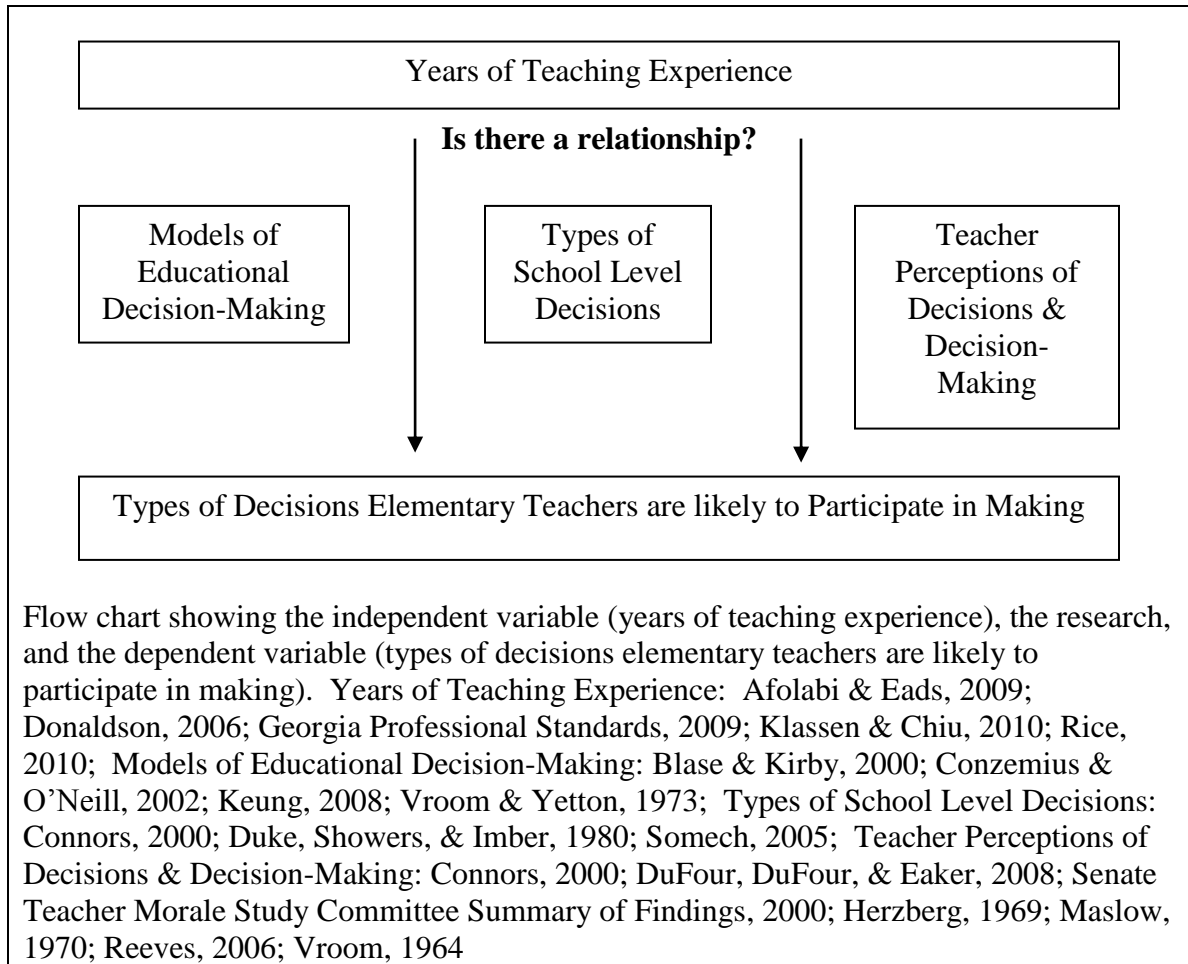 Years of Teaching Experience
Is there a relationship?
Models of
Educational
Decision-Making
Types of
School Level
Decisions
Teacher
Perceptions of
Decisions &
Decision-
Making
Types of Decisions Elementary Teachers are likely to Participate in Making
Flow chart showing the independent variable (years of teaching experience), the research,
and the dependent variable (types of decisions elementary teachers are likely to
participate in making).  Years of Teaching Experience:  Afolabi & Eads, 2009;
Donaldson, 2006; Georgia Professional Standards, 2009; Klassen & Chiu, 2010; Rice,
2010;  Models of Educational Decision-Making: Blase & Kirby, 2000; Conzemius &
O’Neill, 2002; Keung, 2008; Vroom & Yetton, 1973;  Types of School Level Decisions:
Connors, 2000; Duke, Showers, & Imber, 1980; Somech, 2005;  Teacher Perceptions of
Decisions & Decision-Making: Connors, 2000; DuFour, DuFour, & Eaker, 2008; Senate
Teacher Morale Study Committee Summary of Findings, 2000; Herzberg, 1969; Maslow,
1970; Reeves, 2006; Vroom, 1964